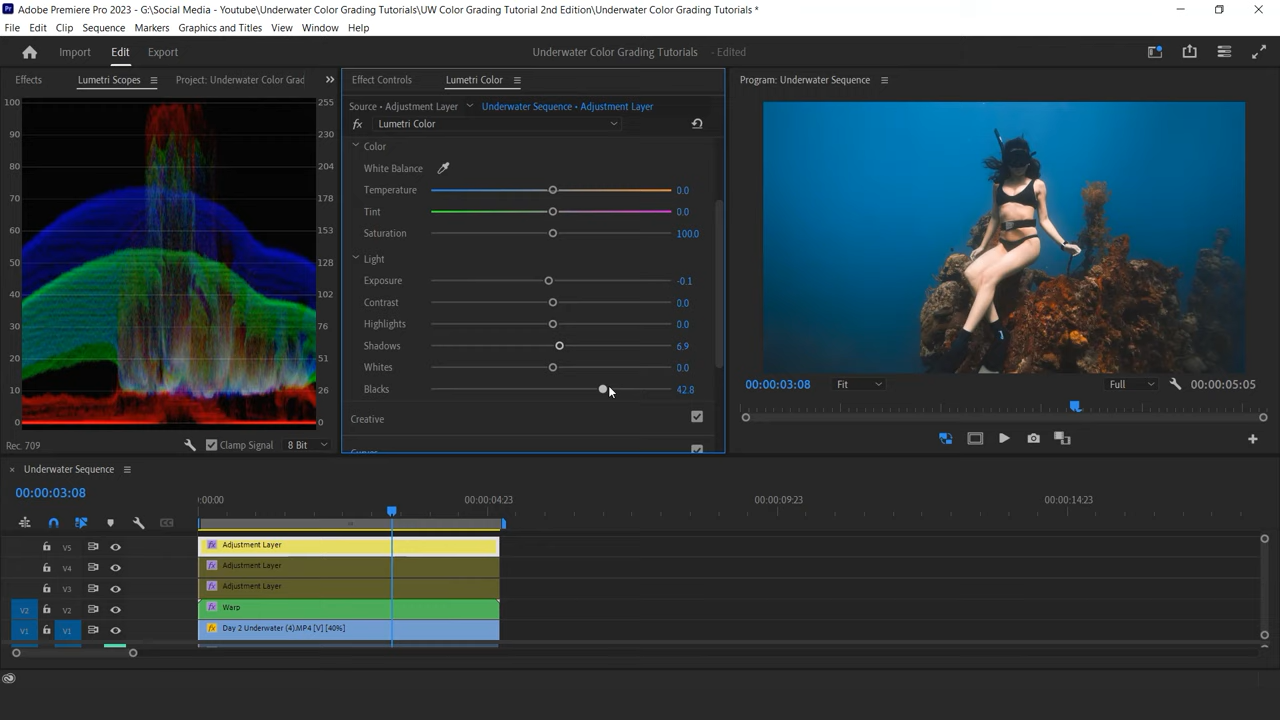 Adobe Premiere Pro 2023 - G:\Social Media - Youtube\Underwater Color Grading Tutorials\UW Color Grading Tutorial 2nd Edition\Underwater Color Grading Tutorials *
File Edit Clip Sequence Markers Graphics and Titles View Window Help
Import Edit Export Underwater Color Grading Tutorials - Edited
Effects Lumetri Scopes Project: Underwater Color Grad Effect Controls Lumetri Color Program: Underwater Sequence
Source • Adjustment Layer Underwater Sequence • Adjustment Layer
fx Lumetri Color
Color
White Balance
Temperature 0.0
Tint 0.0
Saturation 100.0
Light
Exposure -0.1
Contrast 0.0
Highlights 0.0
Shadows 6.9
Whites 0.0
Blacks 42.8
Creative
100 255
90
80 204
70 178
60 153
50
40 102
30
20 51
10 26
0 0
Rec. 709 Clamp Signal 8 Bit
00:00:03:08 Fit Full 00:00:05:05
Underwater Sequence
00:00:03:08
:00:00 00:00:04:23 00:00:09:23 00:00:14:23
V5 fx Adjustment Layer
V4 fx Adjustment Layer
V3 fx Adjustment Layer
V2 V2 fx Warp
V1 V1 fx Day 2 Underwater (4).MP4 [V] [40%]